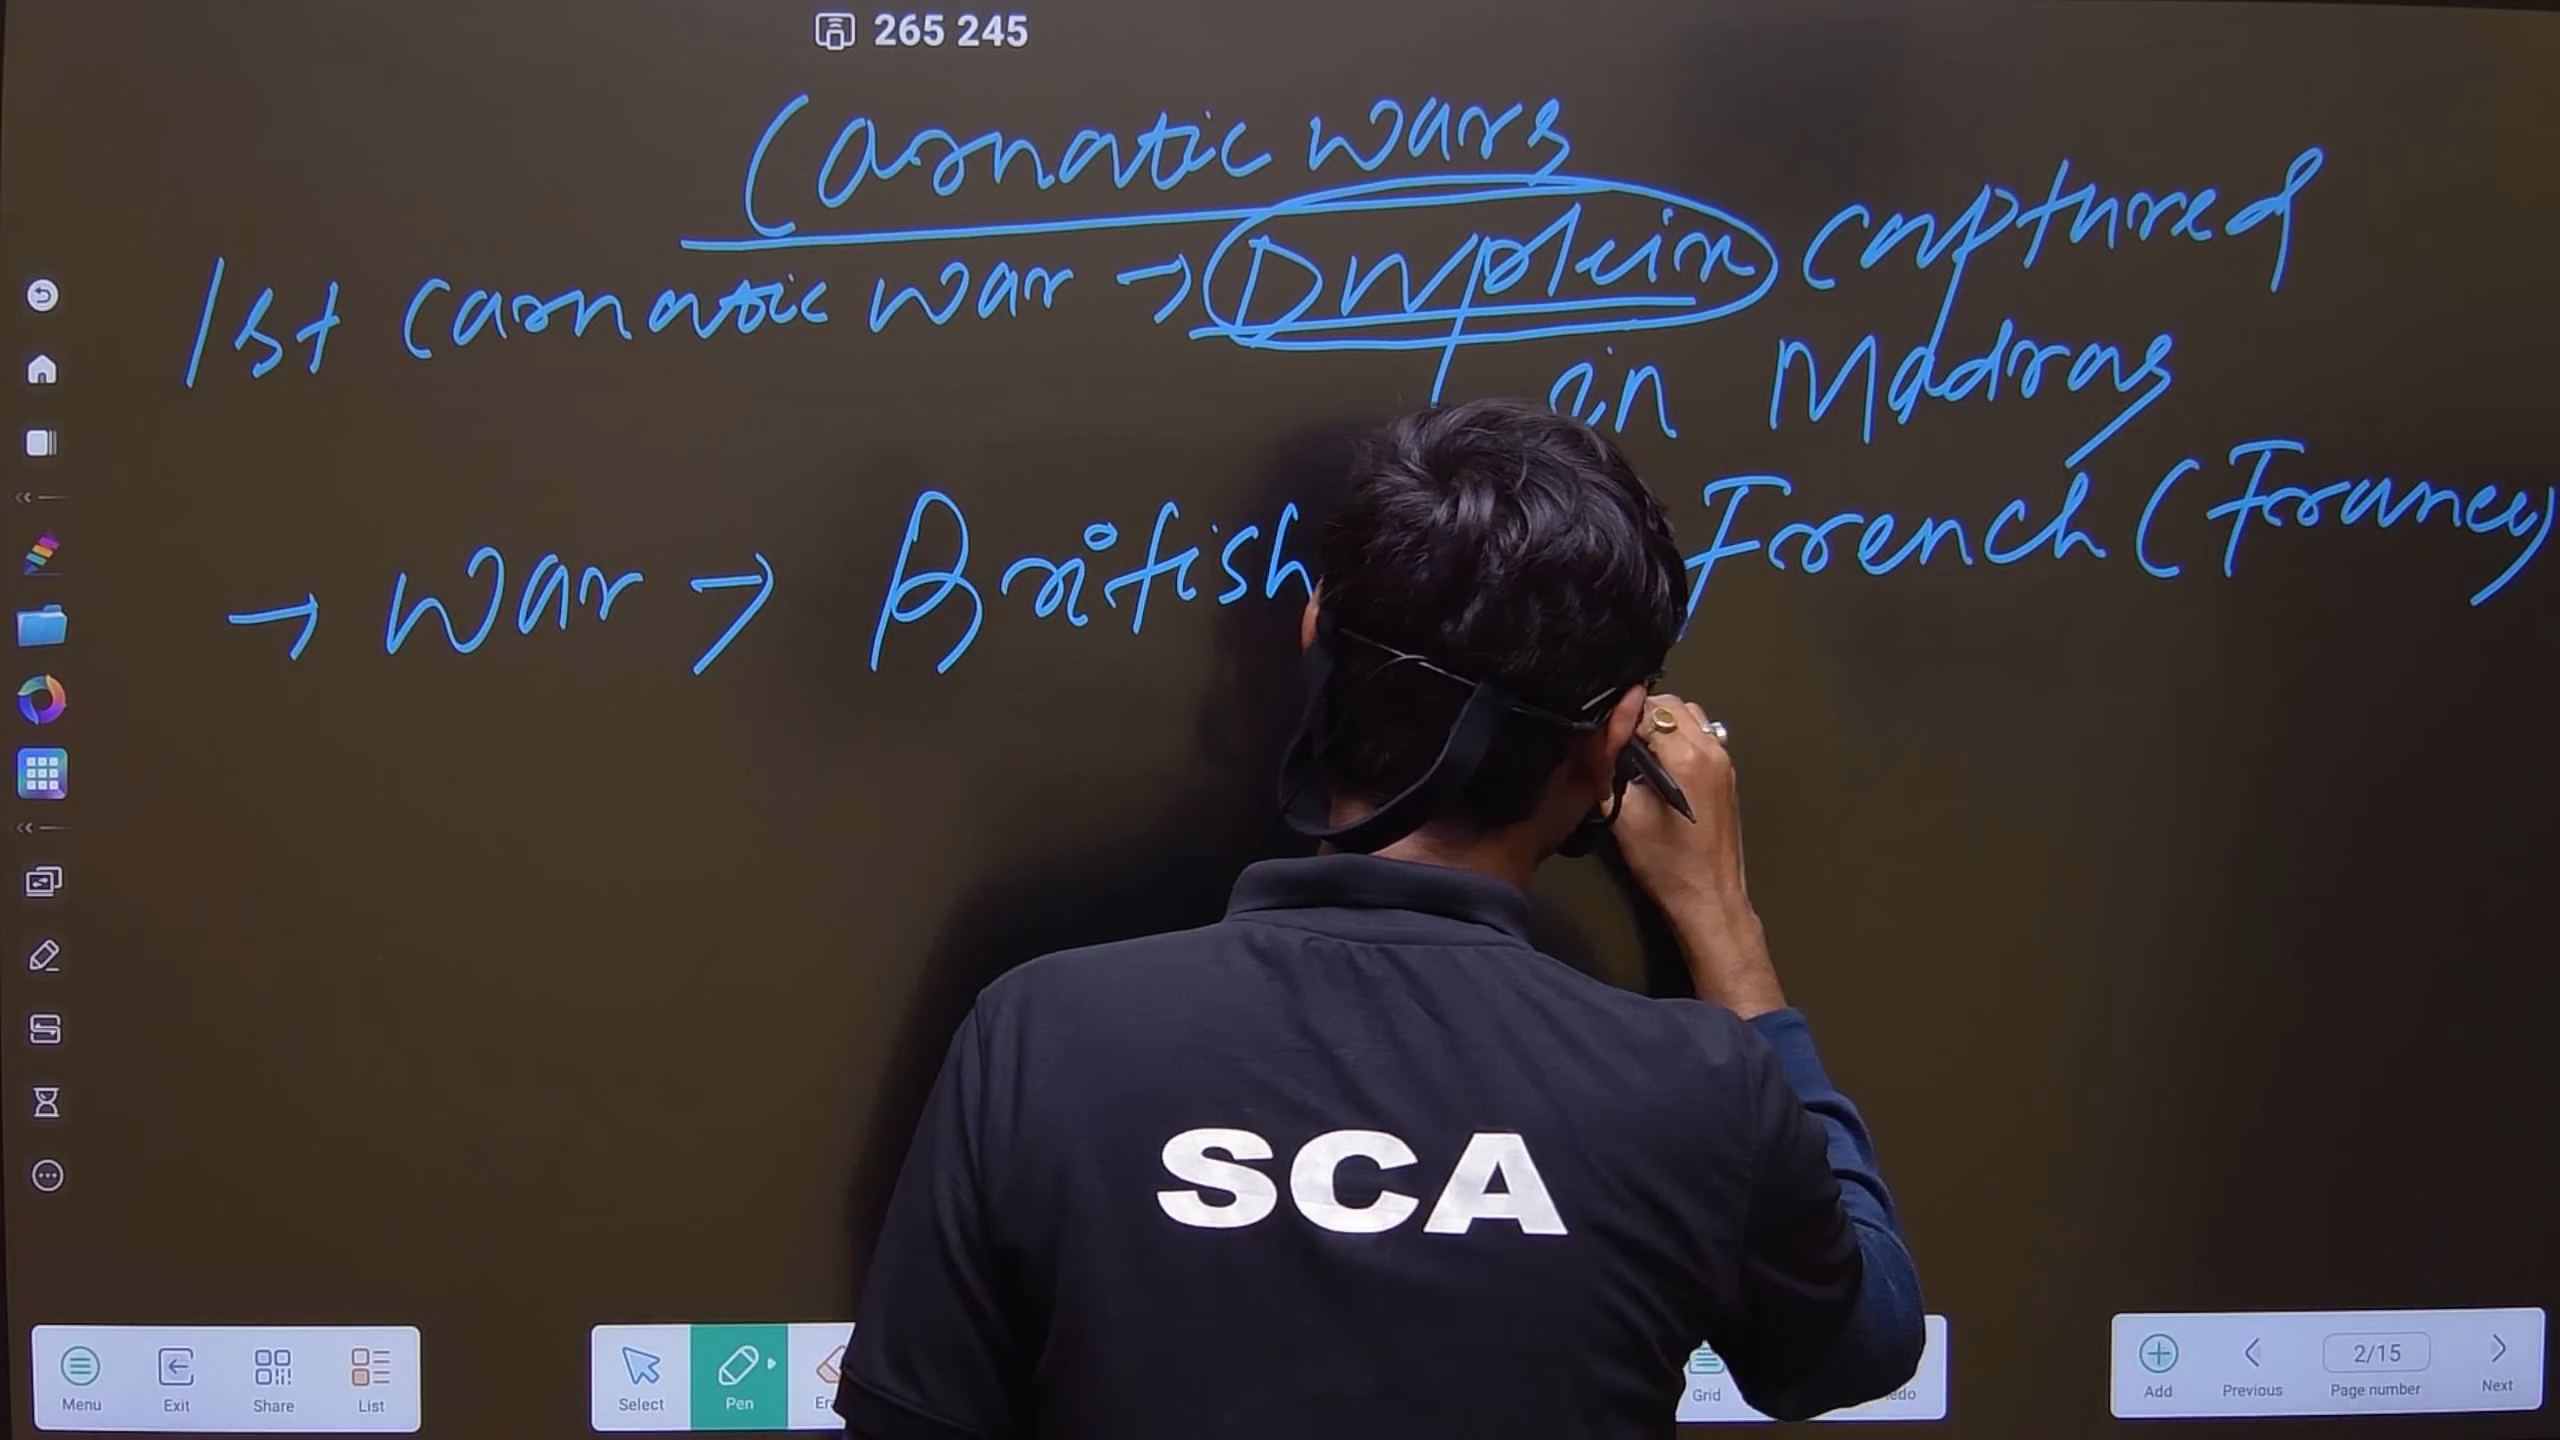 265 245
Carnatic wars
1st Carnatic war → Dupleix captured
in Madras
→ War → British French (France)
SCA
Menu Exit Share List
Select Pen Grid
Add Previous 2/15 Page number Next